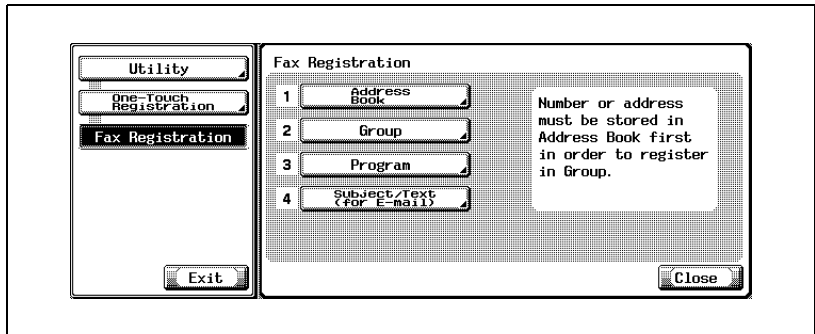 Utility
One-Touch
Registration
Fax Registration
Exit
Fax Registration
1 Address
Book
2 Group
3 Program
4 Subject/Text
(for E-mail)
Number or address
must be stored in
Address Book first
in order to register
in Group.
Close